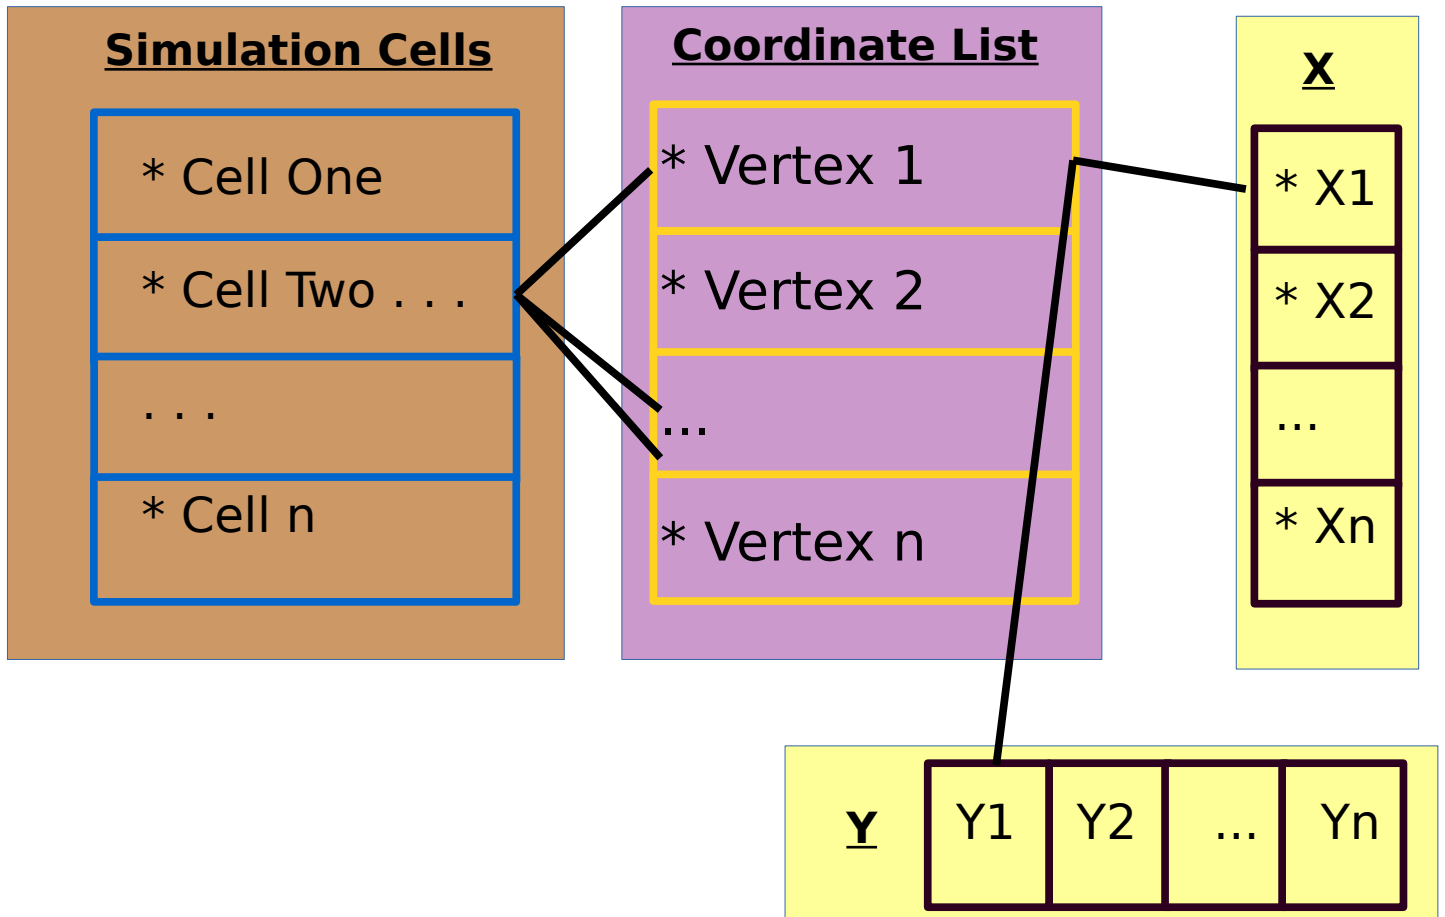 Simulation Cells
* Cell One
* Cell Two . . .
. . .
* Cell n
Coordinate List
* Vertex 1
* Vertex 2
...
* Vertex n
X
* X1
* X2
...
* Xn
Y
Y1
Y2
...
Yn